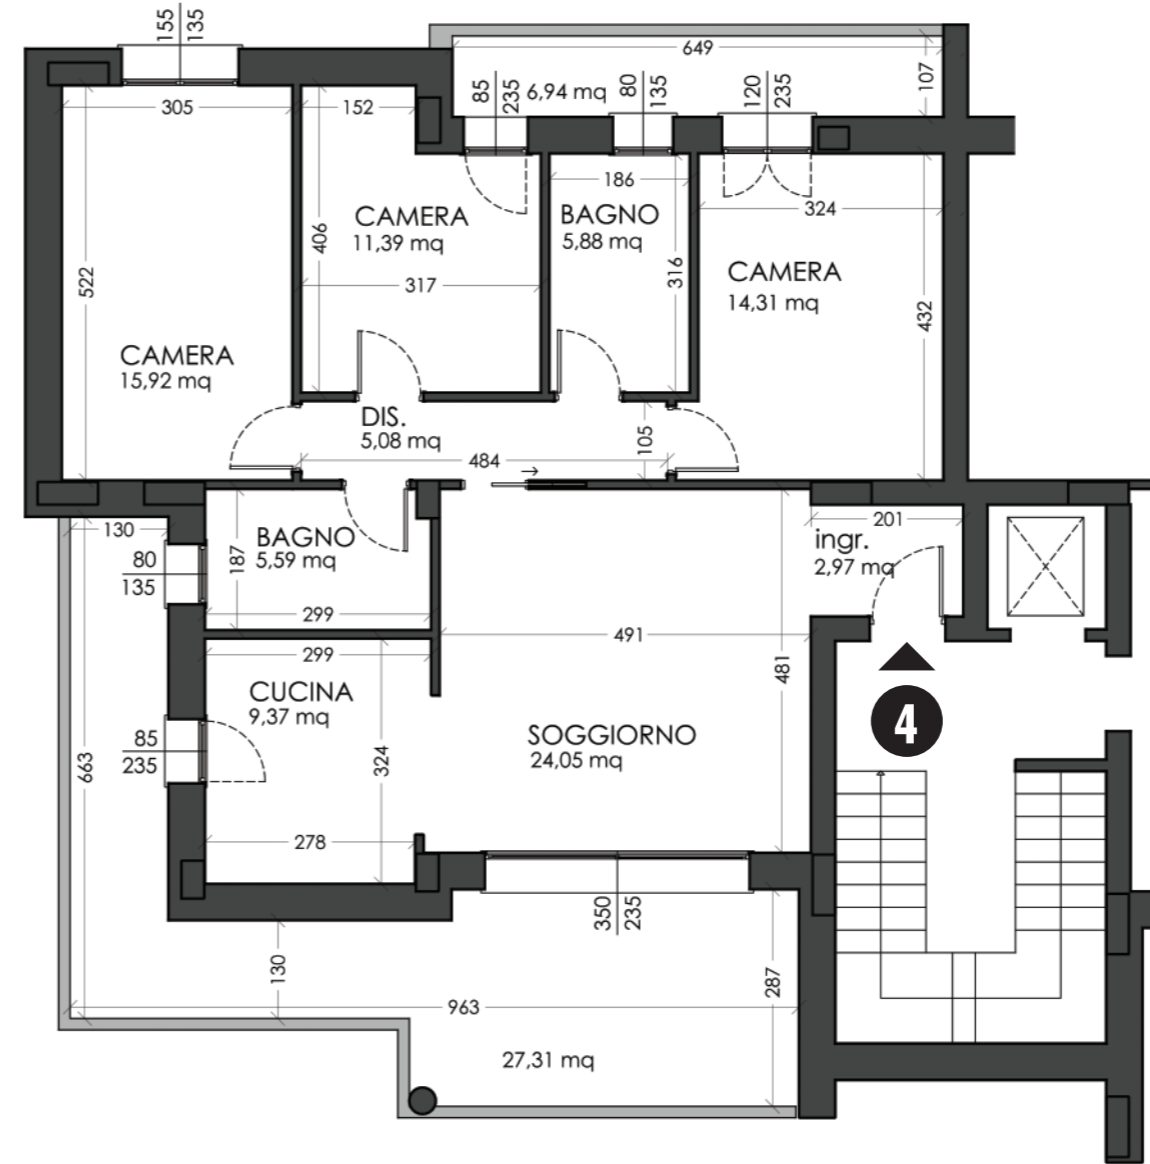 155
135
649
107
85
235
6,94 mq
80
135
120
235
305
152
186
324
CAMERA
11,39 mq
BAGNO
5,88 mq
406
316
CAMERA
14,31 mq
522
317
432
CAMERA
15,92 mq
DIS.
5,08 mq
105
484
130
BAGNO
5,59 mq
187
80
135
201
ingr.
2,97 mq
299
299
491
481
CUCINA
9,37 mq
4
85
235
663
324
SOGGIORNO
24,05 mq
278
350
235
130
287
963
27,31 mq